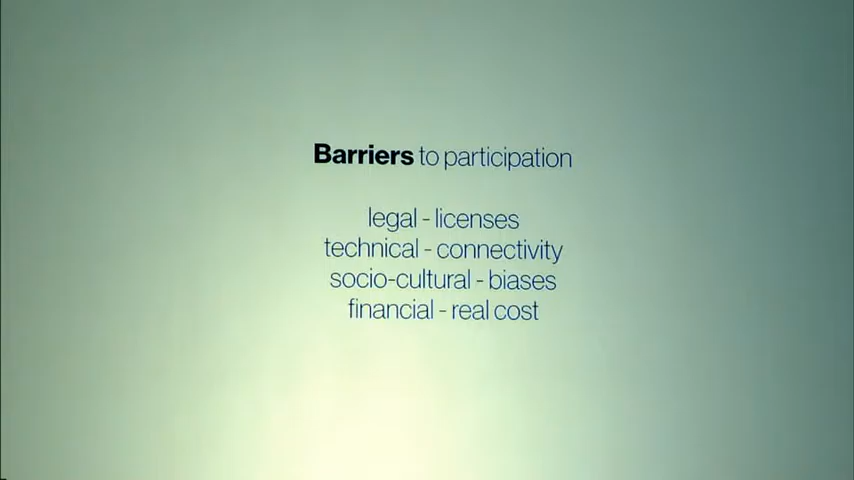 Barriers to participation
legal - licenses
technical - connectivity
socio-cultural - biases
financial - real cost